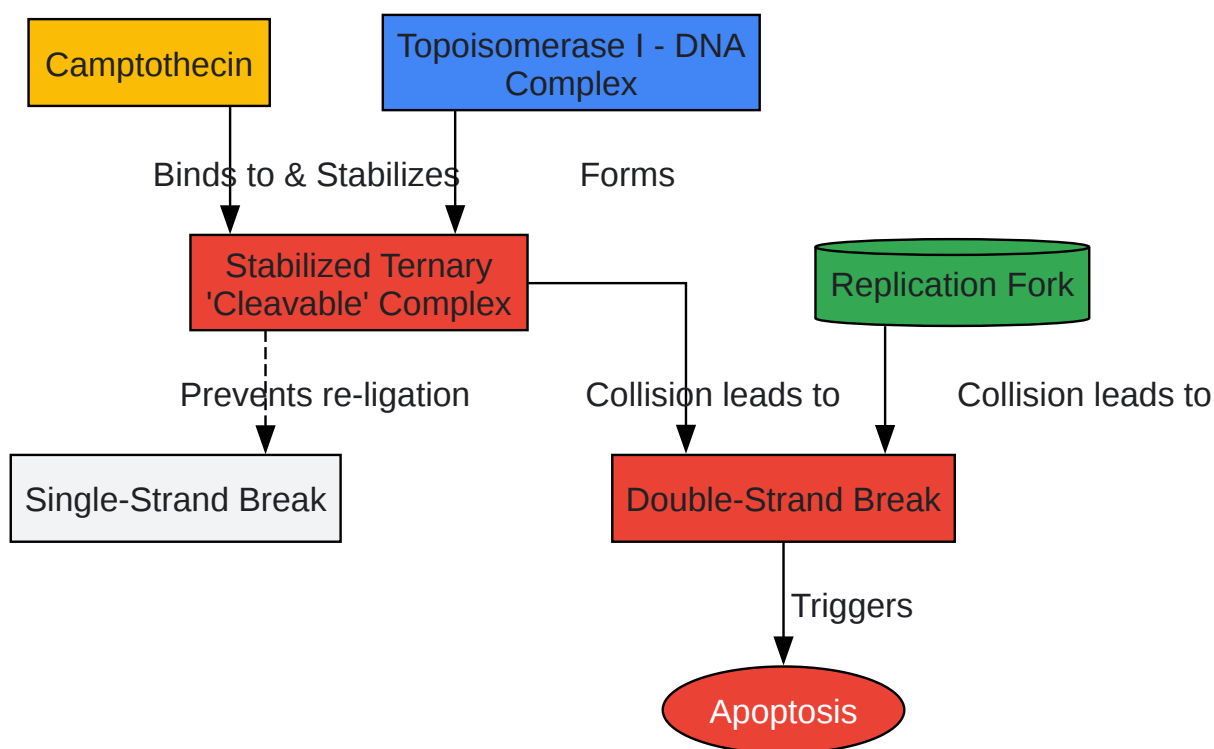 Camptothecin
Topoisomerase I - DNA
Complex
Binds to & Stabilizes
Forms
Stabilized Ternary
'Cleavable' Complex
Replication Fork
Prevents re-ligation
Collision leads to
Collision leads to
Single-Strand Break
Double-Strand Break
Triggers
Apoptosis